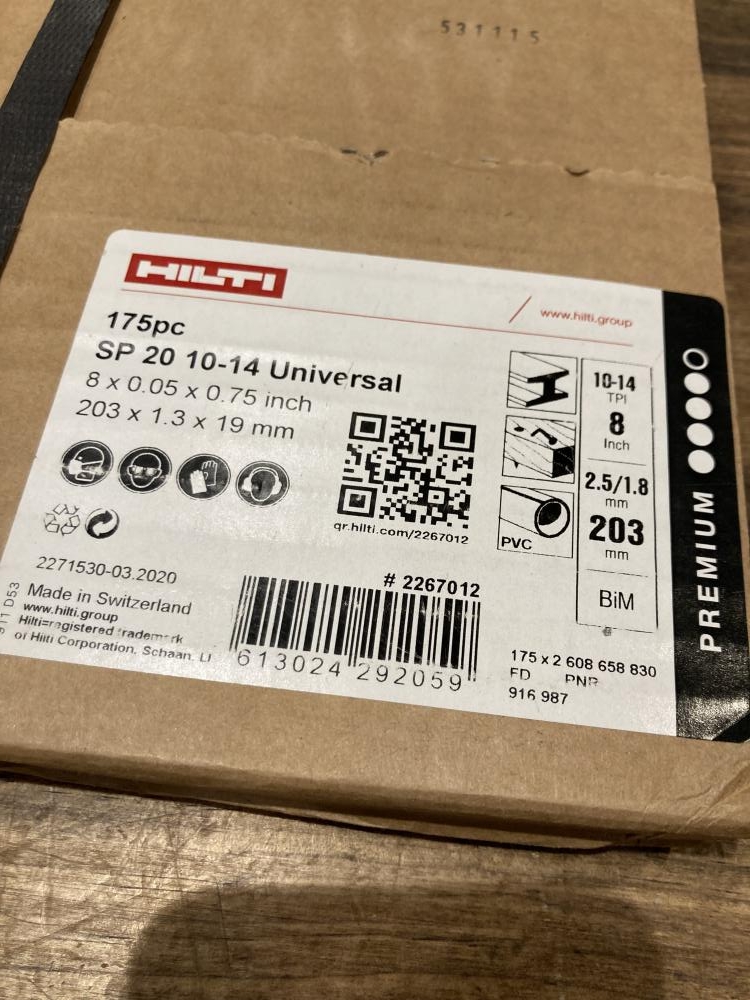 531115
HILTI
www.hilti.group
175pc
SP 20 10-14 Universal
8 x 0.05 x 0.75 inch
203 x 1.3 x 19 mm
qr.hilti.com/2267012
PVC
10-14
TPI
8
Inch
2.5/1.8
mm
203
mm
BiM
PREMIUM
2271530-03.2020
Made in Switzerland
www.hilti.group
Hilti=registered trademark
of Hilti Corporation, Schaan, LI
# 2267012
6 13024 292059
175 x 2 608 658 830
FD PNR
916 987